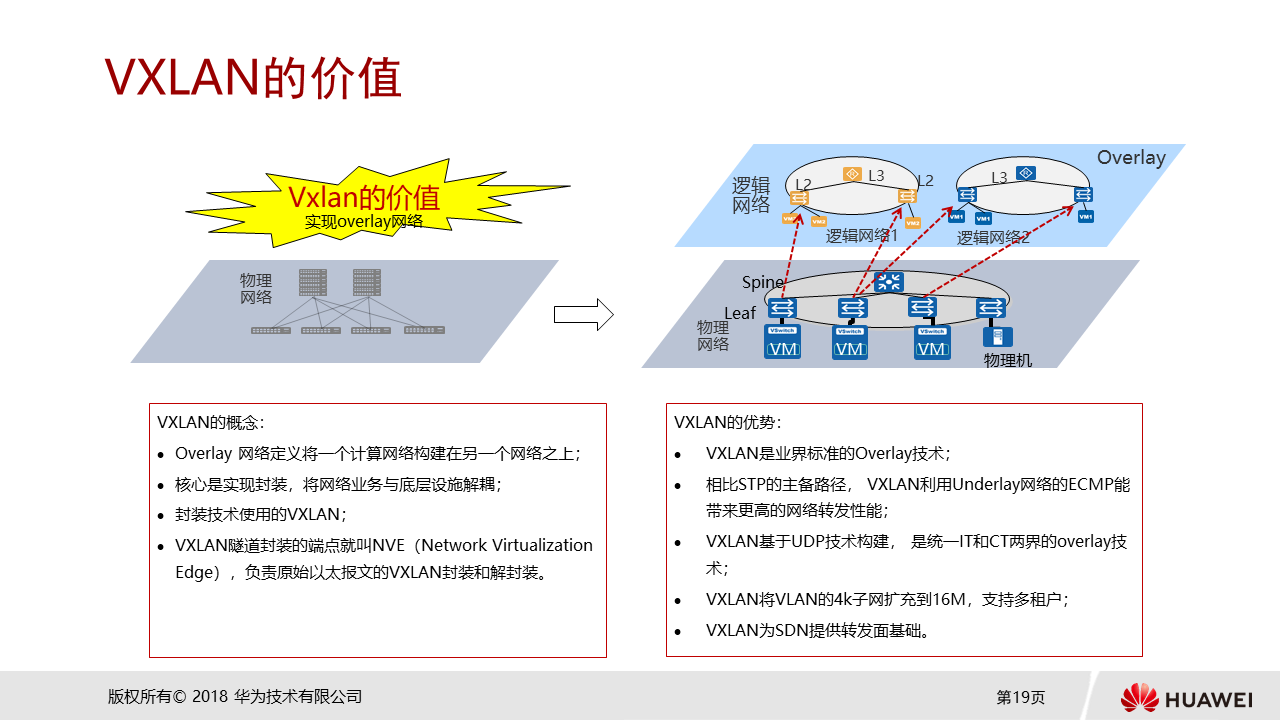 VXLAN的价值
Vxlan的价值
实现overlay网络
物理
网络
Overlay
逻辑
网络
L2
L3
L2
L3
R
R
VM2
VM2
VM2
VM1
VM1
VM1
逻辑网络1
逻辑网络2
Spine
Leaf
物理
网络
VSwitch
VM
VSwitch
VM
VSwitch
VM
物理机
VXLAN的概念：
● Overlay 网络定义将一个计算网络构建在另一个网络之上；
● 核心是实现封装，将网络业务与底层设施解耦；
● 封装技术使用的VXLAN；
● VXLAN隧道封装的端点就叫NVE（Network Virtualization
Edge），负责原始以太报文的VXLAN封装和解封装。
VXLAN的优势：
● VXLAN是业界标准的Overlay技术；
● 相比STP的主备路径， VXLAN利用Underlay网络的ECMP能
带来更高的网络转发性能；
● VXLAN基于UDP技术构建， 是统一IT和CT两界的overlay技
术；
● VXLAN将VLAN的4k子网扩充到16M，支持多租户；
● VXLAN为SDN提供转发面基础。
版权所有© 2018 华为技术有限公司
第19页
HUAWEI